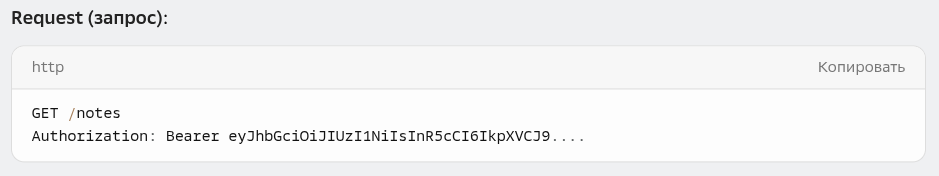 Request (запрос):
http
Копировать
GET /notes
Authorization: Bearer eyJhbGciOiJIUzI1NiIsInR5cCI6IkpXVCJ9....